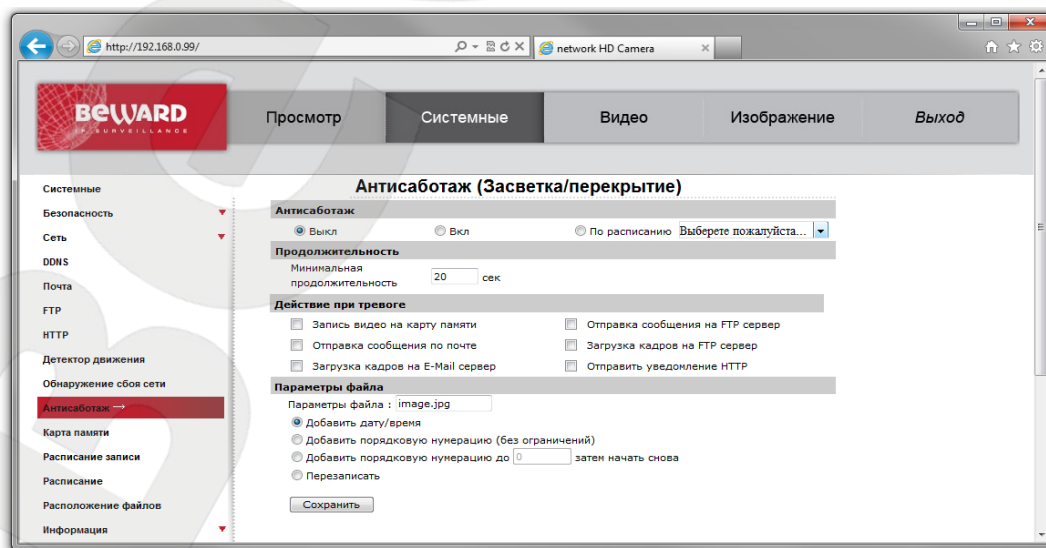 http://192.168.0.99/
network HD Camera
BEWARD
IP SURVEILLANCE
Просмотр
Системные
Видео
Изображение
Выход
Системные
Безопасность
Сеть
DDNS
Почта
FTP
HTTP
Детектор движения
Обнаружение сбоя сети
Антисаботаж →
Карта памяти
Расписание записи
Расписание
Расположение файлов
Информация
Антисаботаж (Засветка/перекрытие)
Антисаботаж
Выкл Вкл По расписанию Выберете пожалуйста...
Продолжительность
Минимальная
продолжительность 20 сек
Действие при тревоге
Запись видео на карту памяти Отправка сообщения на FTP сервер
Отправка сообщения по почте Загрузка кадров на FTP сервер
Загрузка кадров на E-Mail сервер Отправить уведомление HTTP
Параметры файла
Параметры файла : image.jpg
Добавить дату/время
Добавить порядковую нумерацию (без ограничений)
Добавить порядковую нумерацию до 0 затем начать снова
Перезаписать
Сохранить